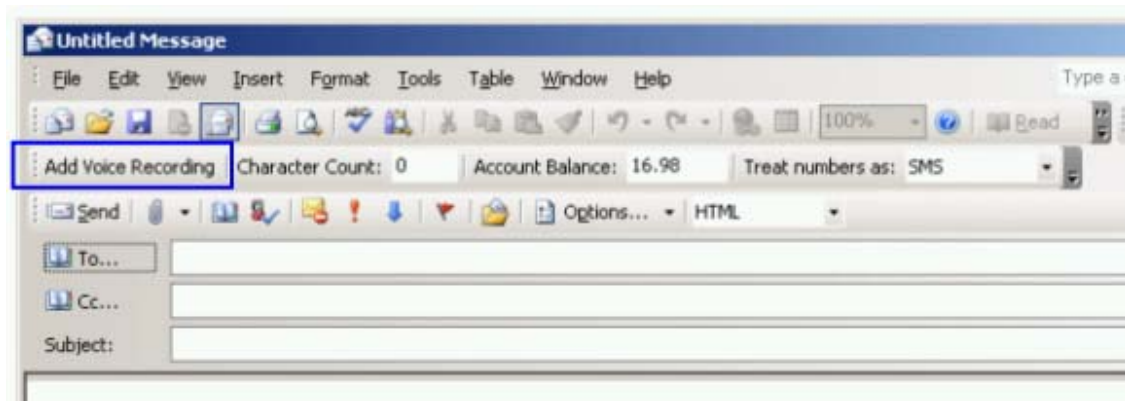 Untitled Message
File Edit View Insert Format Tools Table Window Help Type a
100% Read
Add Voice Recording Character Count: 0 Account Balance: 16.98 Treat numbers as: SMS
Send Options... HTML
To...
Cc...
Subject: